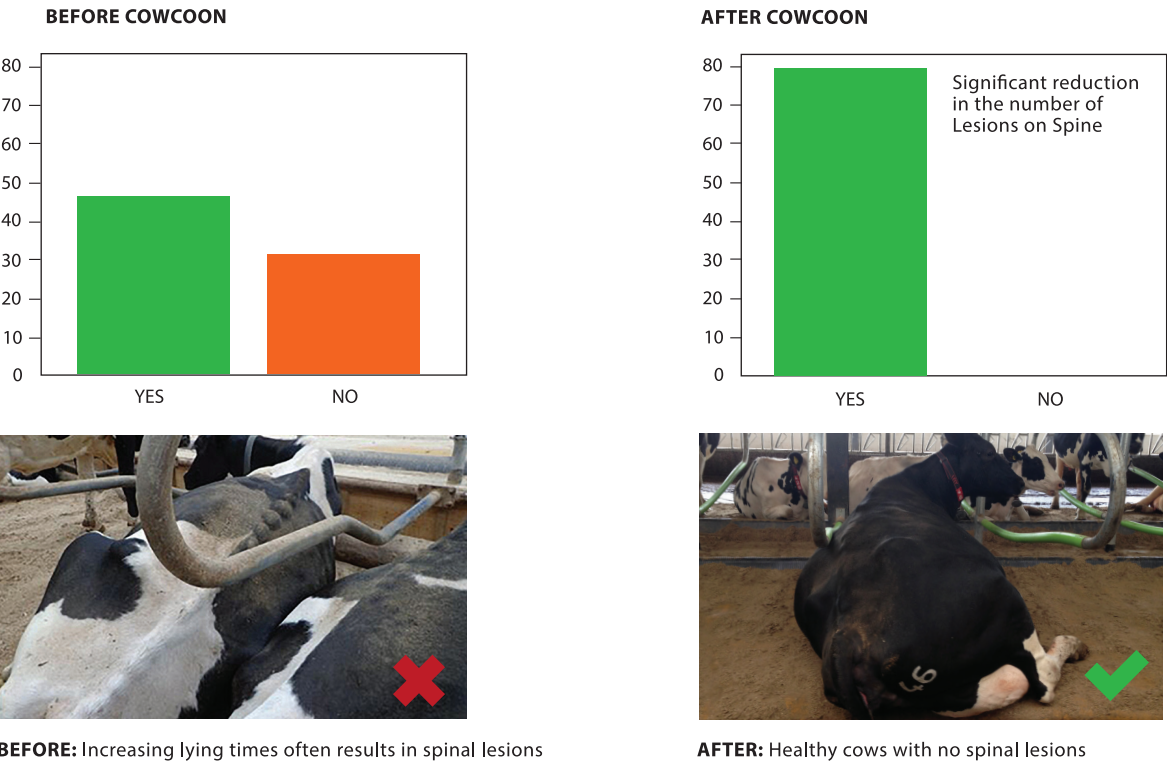 BEFORE COWCOON
80
70
60
50
40
30
20
10
0
YES NO
BEFORE: Increasing lying times often results in spinal lesions
AFTER COWCOON
80
70
60
50
40
30
20
10
0
Significant reduction
in the number of
Lesions on Spine
YES NO
46
AFTER: Healthy cows with no spinal lesions